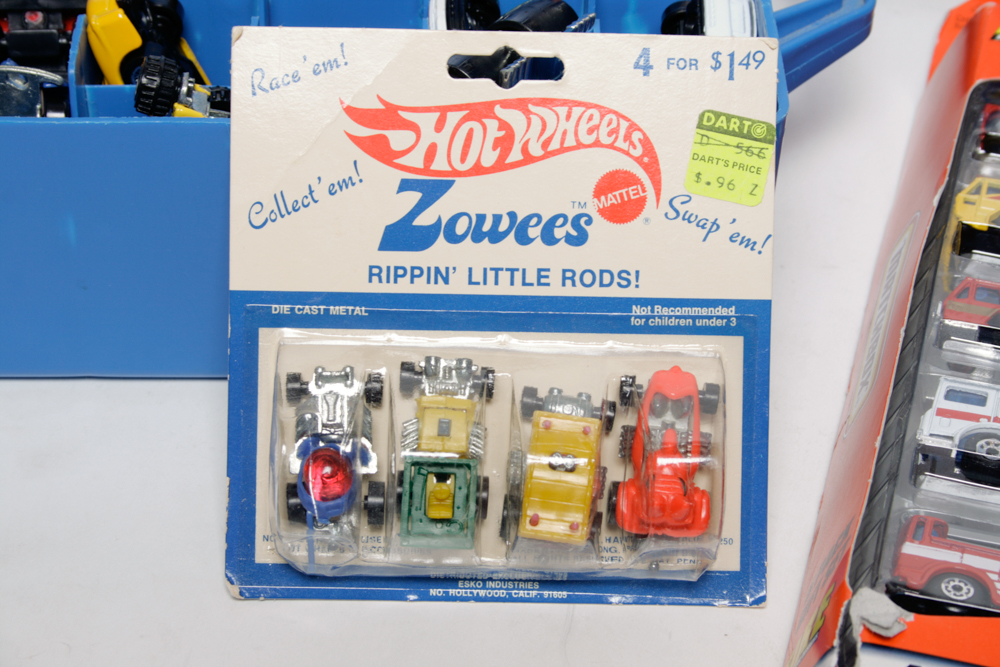 Race 'em!
4 FOR $1.49
HOT WHEELS®
DART
D-566
DART'S PRICE
$.96 Z
Collect 'em!
Zowees™
MATTEL
Swap 'em!
RIPPIN' LITTLE RODS!
DIE CAST METAL
Not Recommended
for children under 3
ESKO INDUSTRIES
NO. HOLLYWOOD, CALIF. 91605